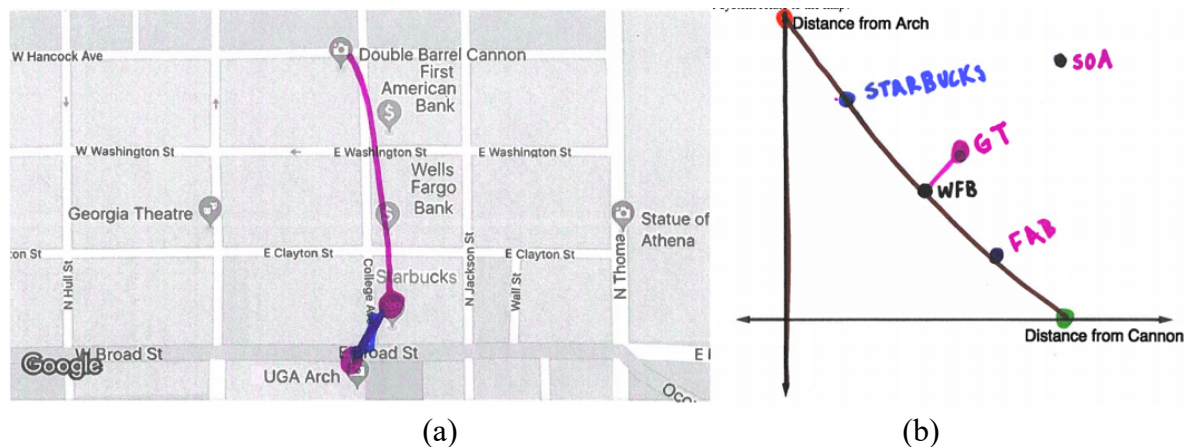 Distance from Arch
W Hancock Ave
Double Barrel Cannon
First
American
Bank
SOA
STARBUCKS
W Washington St
E Washington St
E Washington St
GT
Wells
Fargo
Bank
WFB
Georgia Theatre
Statue of
Athena
FAB
E Clayton St
E Clayton St
N Hull St
College
Starbucks
N Jackson St
Wall St
N Thoma
Distance from Cannon
W Broad St
E Broad St
Google
UGA Arch
Oco
(a)
(b)